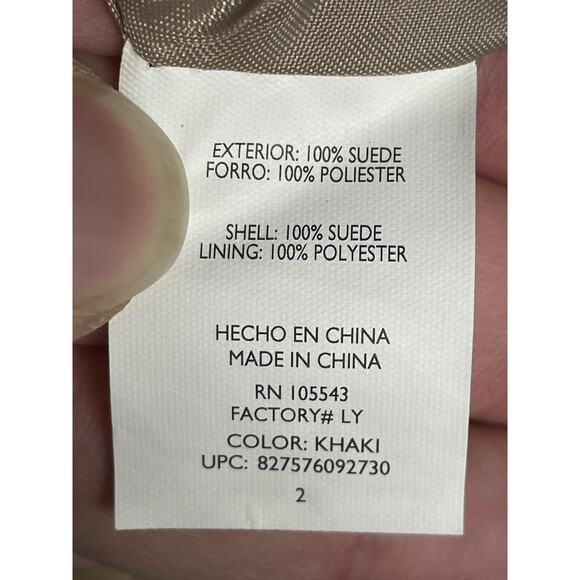 EXTERIOR: 100% SUEDE
FORRO: 100% POLIESTER
SHELL: 100% SUEDE
LINING: 100% POLYESTER
HECHO EN CHINA
MADE IN CHINA
RN 105543
FACTORY# LY
COLOR: KHAKI
UPC: 827576092730
2